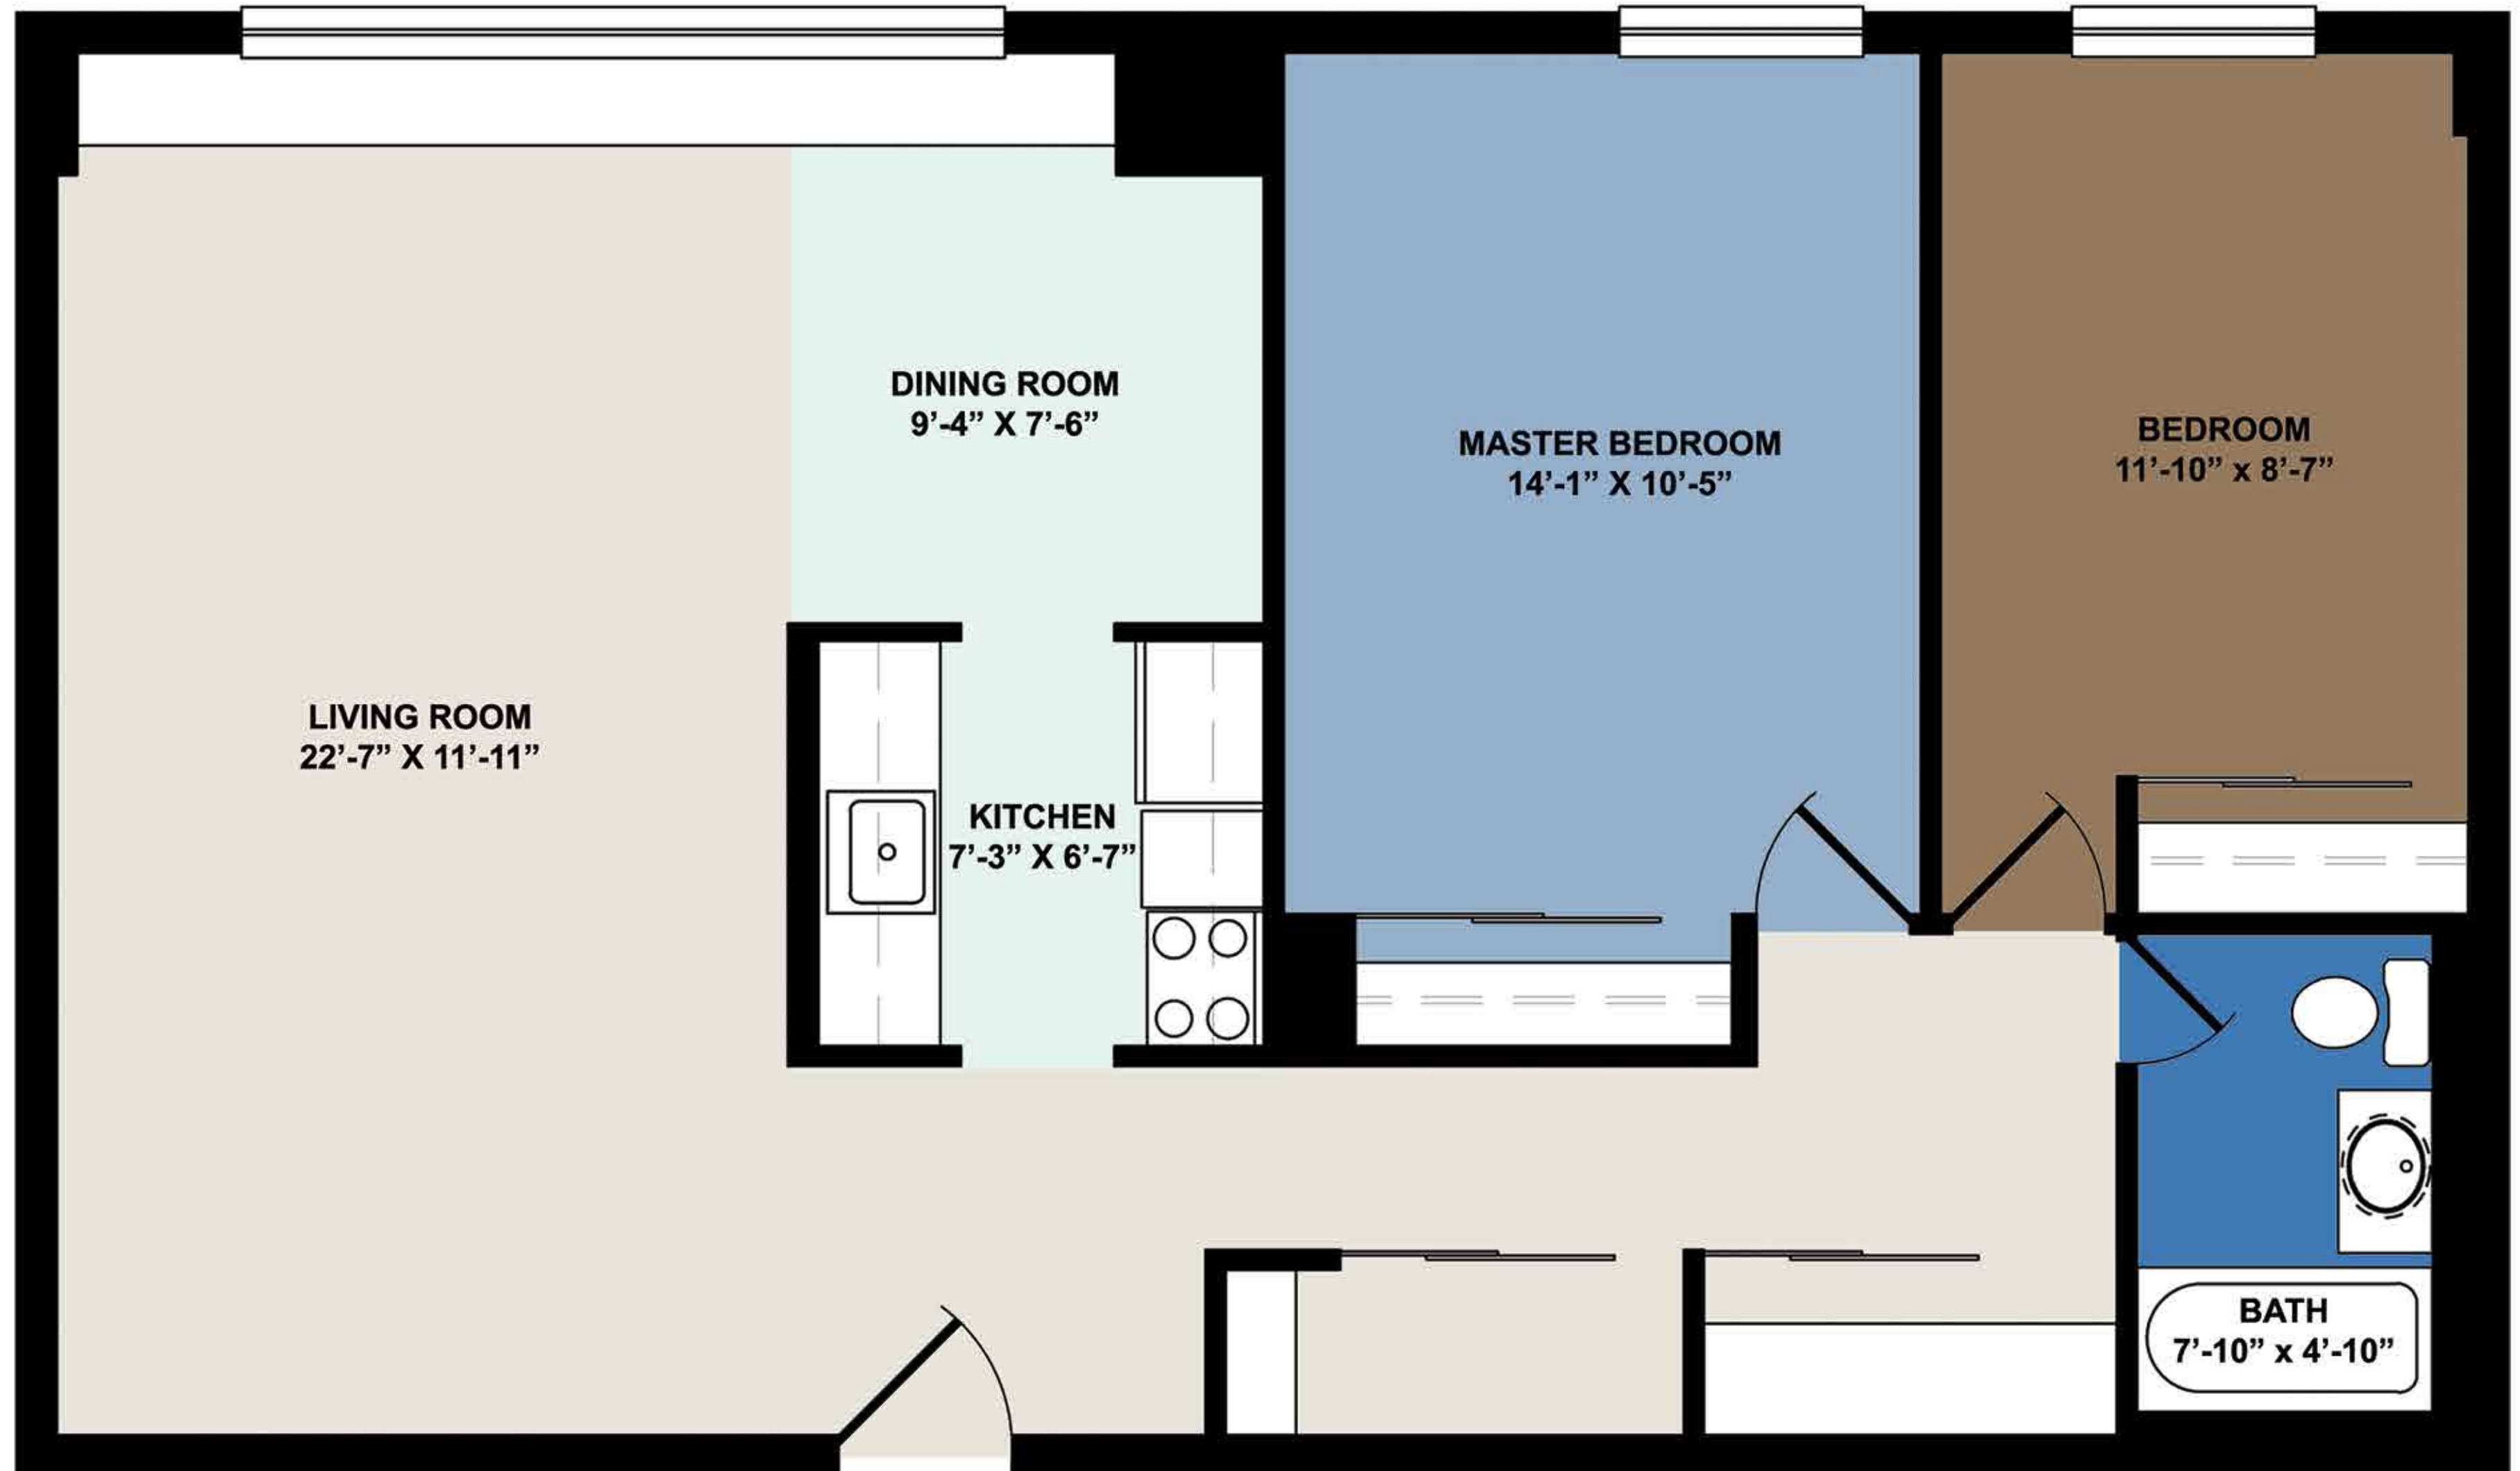 DINING ROOM
9’-4” X 7’-6”
MASTER BEDROOM
14’-1” X 10’-5”
BEDROOM
11’-10” x 8’-7”
LIVING ROOM
22’-7” X 11’-11”
KITCHEN
7’-3” X 6’-7”
BATH
7’-10” x 4’-10”